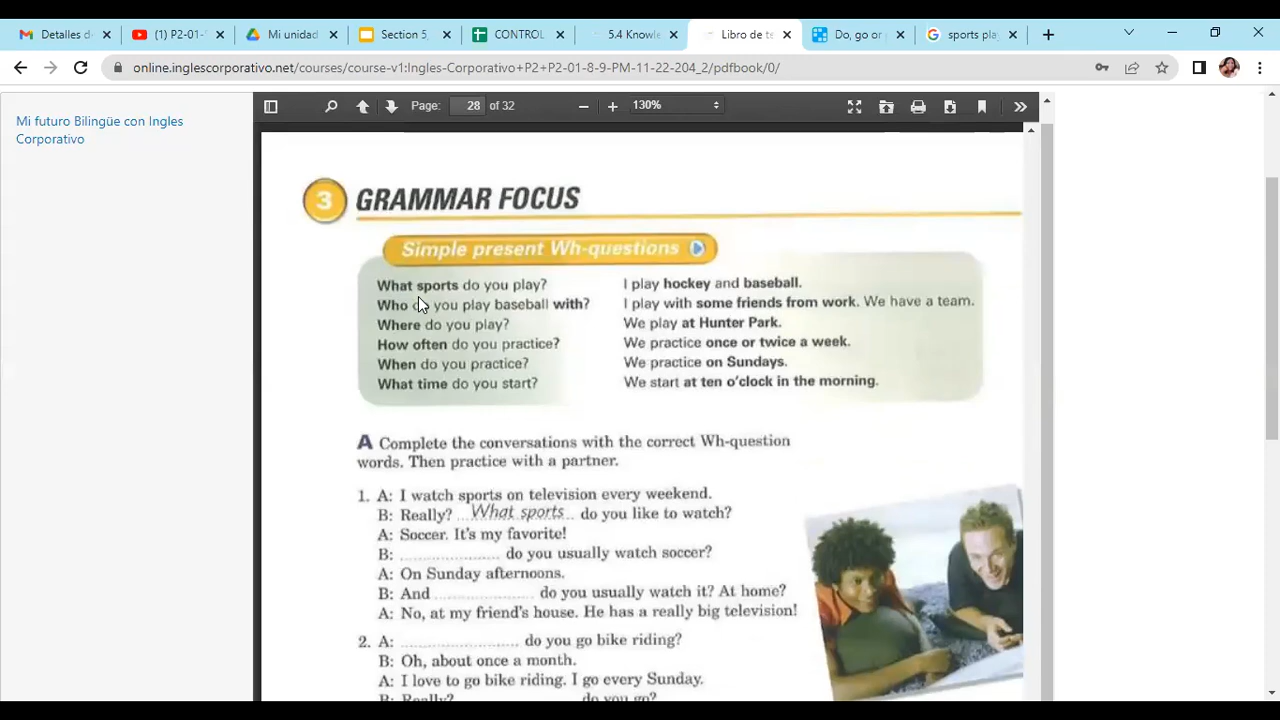 Detalles d
(1) P2-01-
Mi unidad
Section 5,
CONTROL
5.4 Knowle
Libro de te
Do, go or p
sports play
online.inglescorporativo.net/courses/course-v1:Ingles-Corporativo+P2+P2-01-8-9-PM-11-22-204_2/pdfbook/0/
Mi futuro Bilingüe con Ingles
Corporativo
Page: 28 of 32
130%
3 GRAMMAR FOCUS
Simple present Wh-questions
What sports do you play? I play hockey and baseball.
Who do you play baseball with? I play with some friends from work. We have a team.
Where do you play? We play at Hunter Park.
How often do you practice? We practice once or twice a week.
When do you practice? We practice on Sundays.
What time do you start? We start at ten o'clock in the morning.
A Complete the conversations with the correct Wh-question
words. Then practice with a partner.
1. A: I watch sports on television every weekend.
B: Really? What sports do you like to watch?
A: Soccer. It's my favorite!
B: .................... do you usually watch soccer?
A: On Sunday afternoons.
B: And .................... do you usually watch it? At home?
A: No, at my friend's house. He has a really big television!
2. A: .................... do you go bike riding?
B: Oh, about once a month.
A: I love to go bike riding. I go every Sunday.
B: Really? .................... do you go?